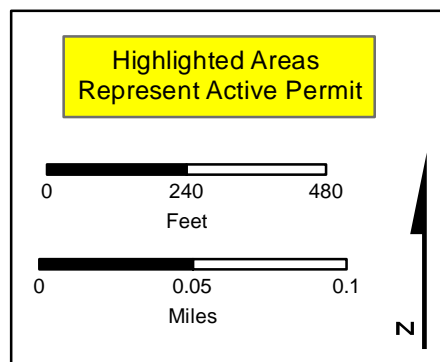 Highlighted Areas
Represent Active Permit
0 240 480
Feet
0 0.05 0.1
Miles
N